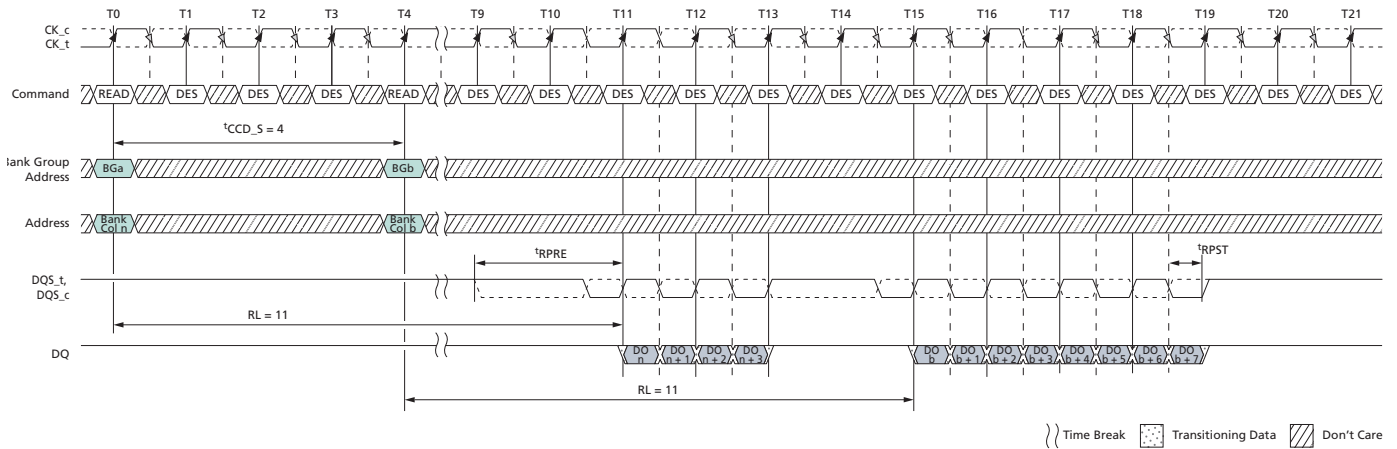 T0 T1 T2 T3 T4 T9 T10 T11 T12 T13 T14 T15 T16 T17 T18 T19 T20 T21
CK_c
CK_t
Command READ DES DES DES READ DES DES DES DES DES DES DES DES DES DES DES DES DES
tCCD_S = 4
Bank Group
Address
BGa BGb
Address
Bank
Col n
Bank
Col b
tRPRE
tRPST
DQS_t,
DQS_c
RL = 11
DQ
DO
n
DO
n + 1
DO
n + 2
DO
n + 3
DO
b
DO
b + 1
DO
b + 2
DO
b + 3
DO
b + 4
DO
b + 5
DO
b + 6
DO
b + 7
RL = 11
Time Break Transitioning Data Don't Care